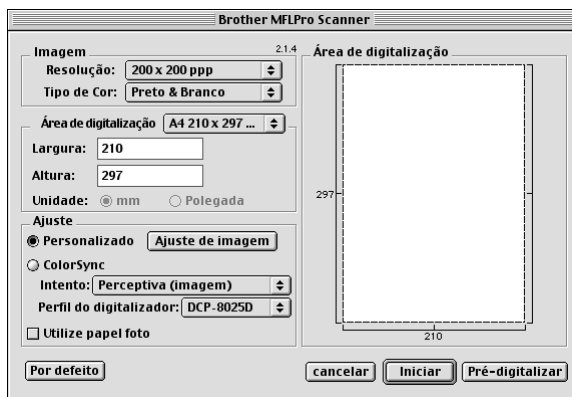 Brother MFLPro Scanner
Imagem
2.1.4
Resolução: 200 x 200 ppp
Tipo de Cor: Preto & Branco
Área de digitalização A4 210 x 297 ...
Largura: 210
Altura: 297
Unidade: mm Polegada
Ajuste
Personalizado Ajuste de imagem
ColorSync
Intento: Perceptiva (imagem)
Perfil do digitalizador: DCP-8025D
Utilize papel foto
Área de digitalização
297
210
Por defeito cancelar Iniciar Pré-digitalizar